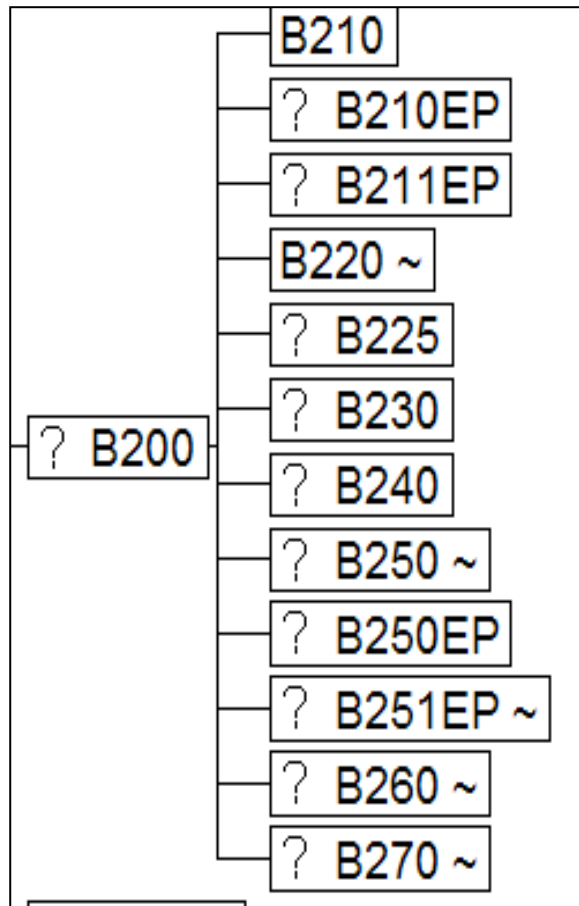 B210
? B210EP
? B211EP
B220 ~
? B225
? B230
? B200
? B240
? B250 ~
? B250EP
? B251EP ~
? B260 ~
? B270 ~